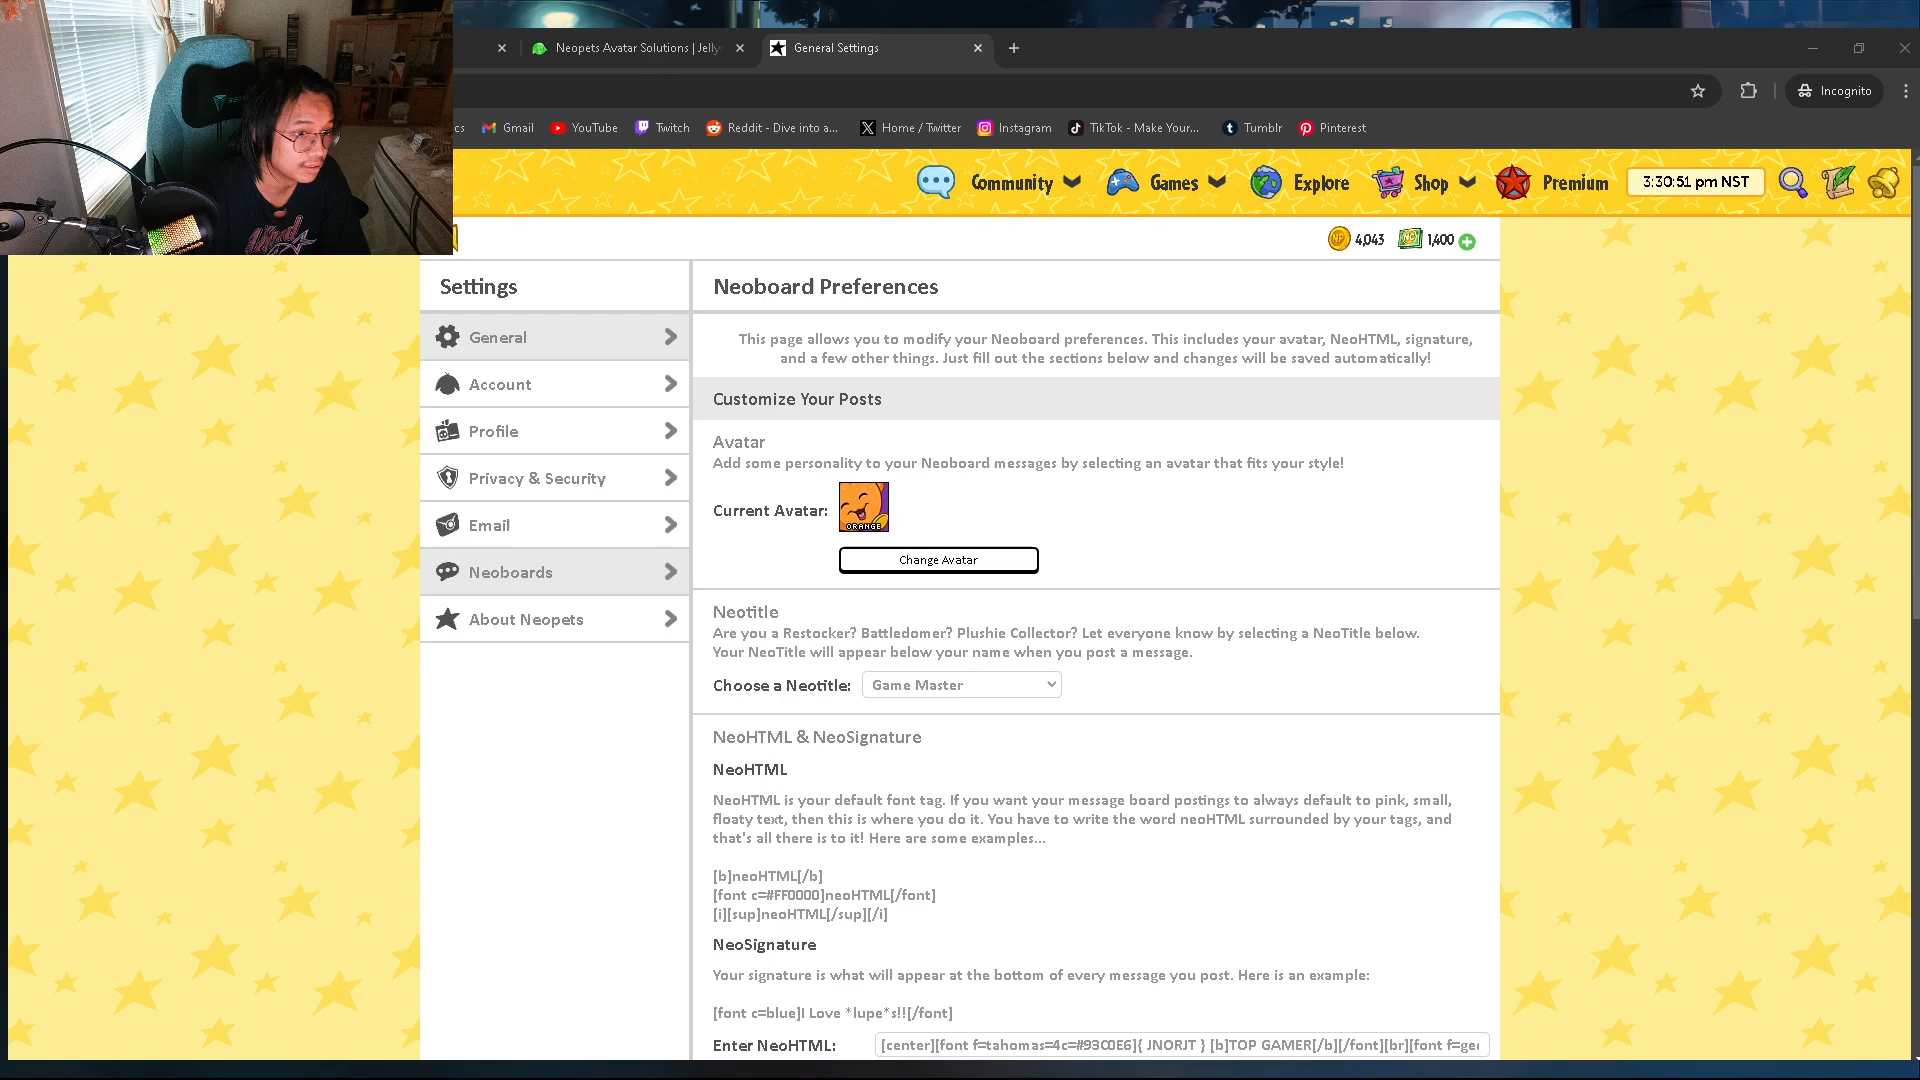 Neopets Avatar Solutions | Jelly
General Settings
Incognito
cs
Gmail
YouTube
Twitch
Reddit - Dive into a...
Home / Twitter
Instagram
TikTok - Make Your...
Tumblr
Pinterest
Community
Games
Explore
Shop
Premium
3:30:51 pm NST
NP 4,043
NC 1,400
Settings
General
Account
Profile
Privacy & Security
Email
Neoboards
About Neopets
Neoboard Preferences
This page allows you to modify your Neoboard preferences. This includes your avatar, NeoHTML, signature,
and a few other things. Just fill out the sections below and changes will be saved automatically!
Customize Your Posts
Avatar
Add some personality to your Neoboard messages by selecting an avatar that fits your style!
Current Avatar:
ORANGE
Change Avatar
Neotitle
Are you a Restocker? Battledomer? Plushie Collector? Let everyone know by selecting a NeoTitle below.
Your NeoTitle will appear below your name when you post a message.
Choose a Neotitle: Game Master
NeoHTML & NeoSignature
NeoHTML
NeoHTML is your default font tag. If you want your message board postings to always default to pink, small,
floaty text, then this is where you do it. You have to write the word neoHTML surrounded by your tags, and
that's all there is to it! Here are some examples...
[b]neoHTML[/b]
[font c=#FF0000]neoHTML[/font]
[i][sup]neoHTML[/sup][/i]
NeoSignature
Your signature is what will appear at the bottom of every message you post. Here is an example:
[font c=blue]I Love *lupe*s!![/font]
Enter NeoHTML: [center][font f=tahomas=4c=#93C0E6]{ JNORJT } [b]TOP GAMER[/b][/font][br][font f=geo